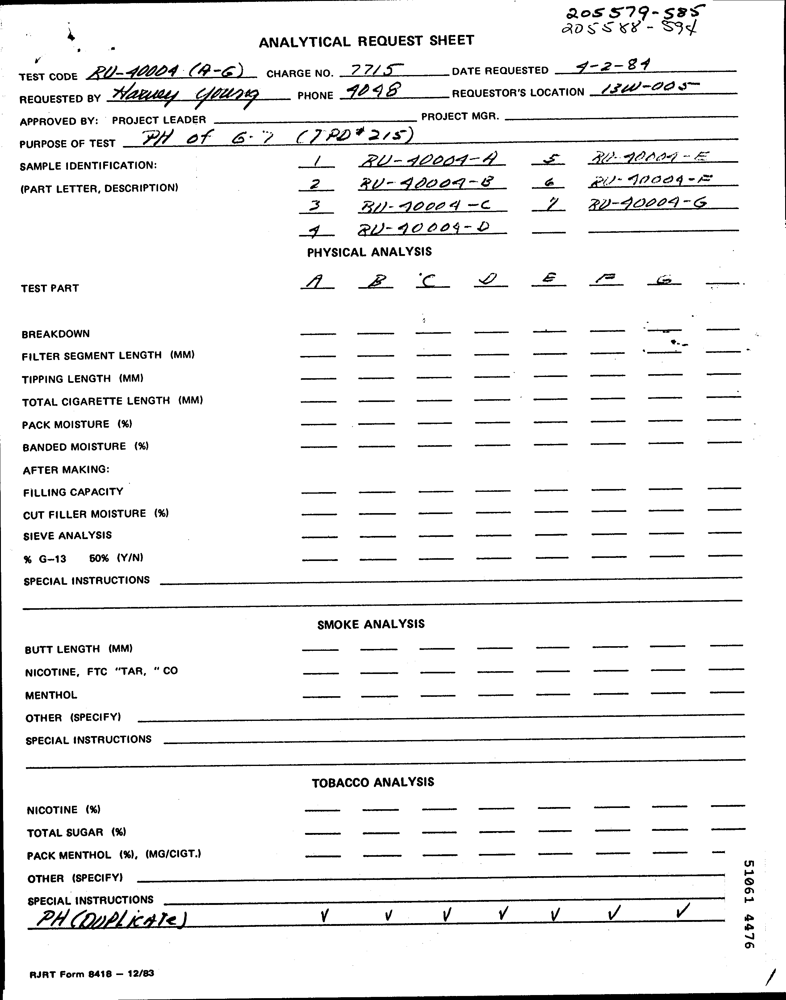 205579-585
205588-594
ANALYTICAL REQUEST SHEET
TEST CODE RU-40004 (A-G) CHARGE NO. 7715 DATE REQUESTED 4-2-84
REQUESTED BY Harvey Young PHONE 4098 REQUESTOR'S LOCATION 13W-005
APPROVED BY: PROJECT LEADER PROJECT MGR.
PURPOSE OF TEST PH of G-7 (TPD#215)
SAMPLE IDENTIFICATION: 1 RU-40004-A 5 RU-40004-E
(PART LETTER, DESCRIPTION) 2 RU-40004-B 6 RU-40004-F
3 RU-40004-C 7 RU-40004-G
4 RU-40004-D
PHYSICAL ANALYSIS
TEST PART A B C D E F G
BREAKDOWN
FILTER SEGMENT LENGTH (MM)
TIPPING LENGTH (MM)
TOTAL CIGARETTE LENGTH (MM)
PACK MOISTURE (%)
BANDED MOISTURE (%)
AFTER MAKING:
FILLING CAPACITY
CUT FILLER MOISTURE (%)
SIEVE ANALYSIS
% G-13 50% (Y/N)
SPECIAL INSTRUCTIONS
SMOKE ANALYSIS
BUTT LENGTH (MM)
NICOTINE, FTC "TAR, " CO
MENTHOL
OTHER (SPECIFY)
SPECIAL INSTRUCTIONS
TOBACCO ANALYSIS
NICOTINE (%)
TOTAL SUGAR (%)
PACK MENTHOL (%), (MG/CIGT.)
OTHER (SPECIFY)
SPECIAL INSTRUCTIONS
PH (DUPLICATE) ✓ ✓ ✓ ✓ ✓ ✓ ✓
51061 4476
RJRT Form 8418 — 12/83